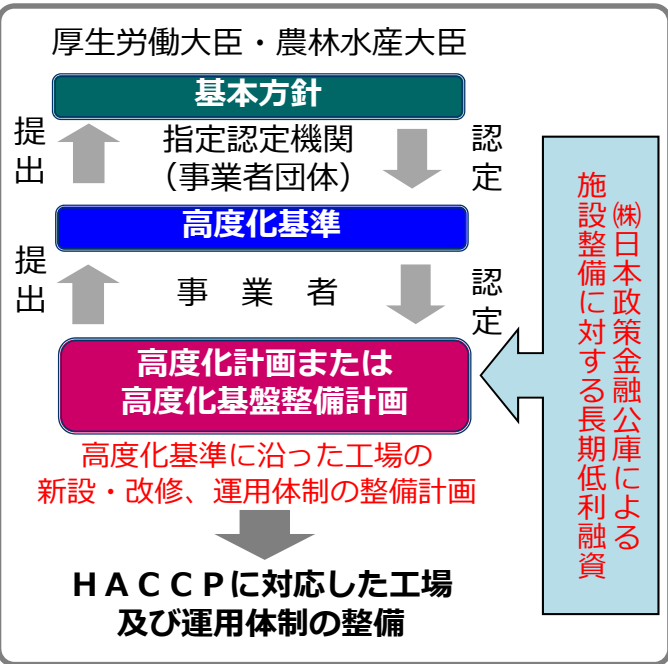 厚生労働大臣・農林水産大臣
基本方針
提出
指定認定機関
（事業者団体）
認定
高度化基準
提出
事　業　者
認定
高度化計画または
高度化基盤整備計画
高度化基準に沿った工場の
新設・改修、運用体制の整備計画
ＨＡＣＣＰに対応した工場
及び運用体制の整備
㈱日本政策金融公庫による
施設整備に対する長期低利融資